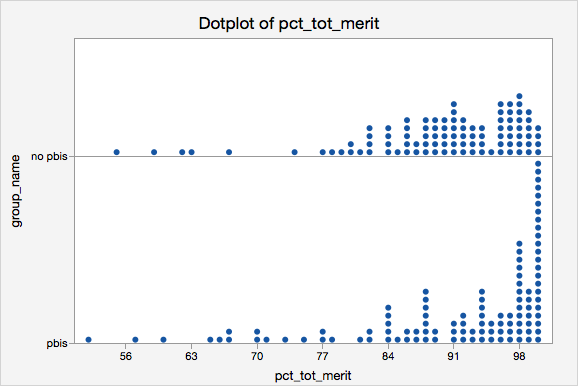 Dotplot of pct_tot_merit
group_name
no pbis
pbis
56 63 70 77 84 91 98
pct_tot_merit